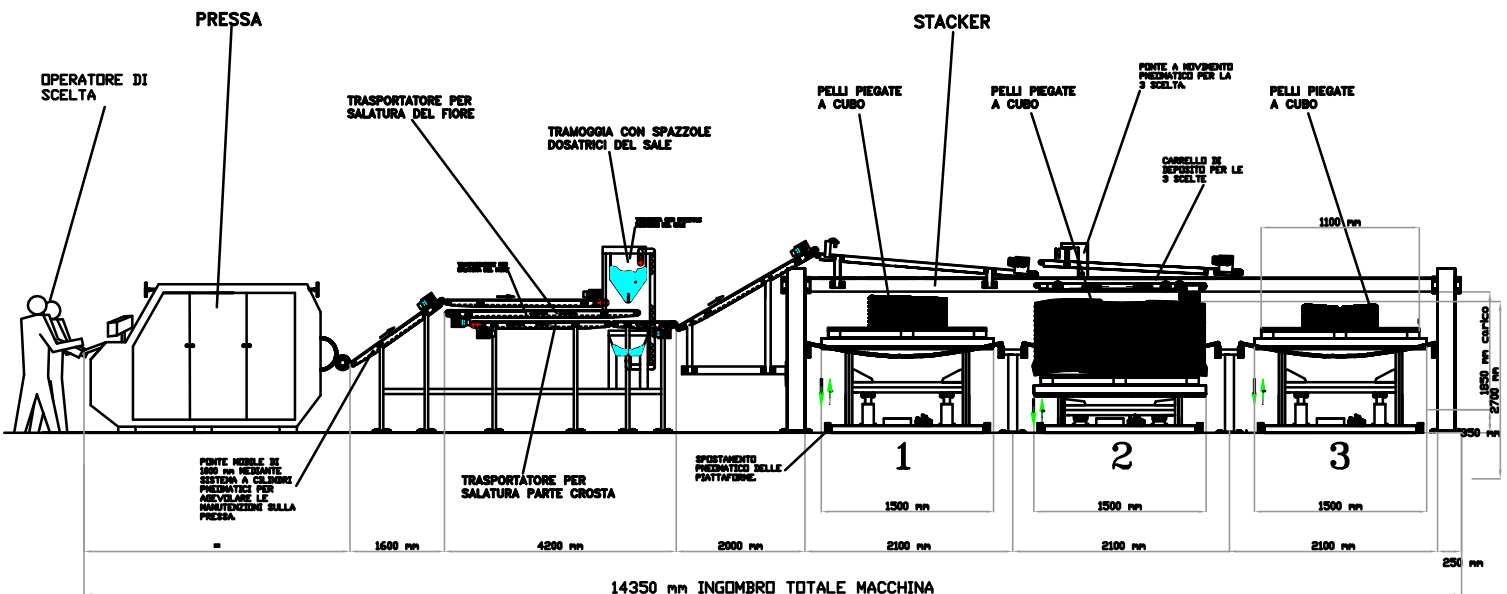 PRESSA
STACKER
OPERATORE DI
SCELTA
TRASPORTATORE PER
SALATURA DEL FIORE
TRAMOGGIA CON SPAZZOLE
DOSATRICI DEL SALE
PELLI PIEGATE
A CUBO
PELLI PIEGATE
A CUBO
PONTE A MOVIMENTO
PNEUMATICO PER LA
3 SCELTA.
PELLI PIEGATE
A CUBO
CARRELLO DI
DEPOSITO PER LE
3 SCELTE
1100 mm
1850 mm carico
2700 mm
350 mm
PONTE MOBILE DI
1000 mm MEDIANTE
SISTEMA A CILINDRI
PNEUMATICI PER
AGEVOLARE LE
MANUTENZIONI SULLA
PRESSA.
TRASPORTATORE PER
SALATURA PARTE CROSTA
SPOSTAMENTO
PNEUMATICO DELLE
PIATTAFORME.
1
2
3
1500 mm
1500 mm
1500 mm
=
1600 mm
4200 mm
2000 mm
2100 mm
2100 mm
2100 mm
250 mm
14350 mm INGOMBRO TOTALE MACCHINA